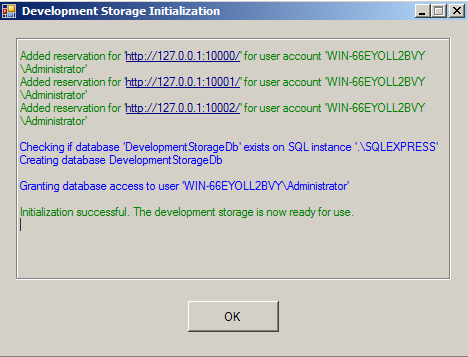 Development Storage Initialization
Added reservation for 'http://127.0.0.1:10000/' for user account 'WIN-66EYOLL2BVY
\Administrator'
Added reservation for 'http://127.0.0.1:10001/' for user account 'WIN-66EYOLL2BVY
\Administrator'
Added reservation for 'http://127.0.0.1:10002/' for user account 'WIN-66EYOLL2BVY
\Administrator'
Checking if database 'DevelopmentStorageDb' exists on SQL instance '.\SQLEXPRESS'
Creating database DevelopmentStorageDb
Granting database access to user 'WIN-66EYOLL2BVY\Administrator'
Initialization successful. The development storage is now ready for use.
OK